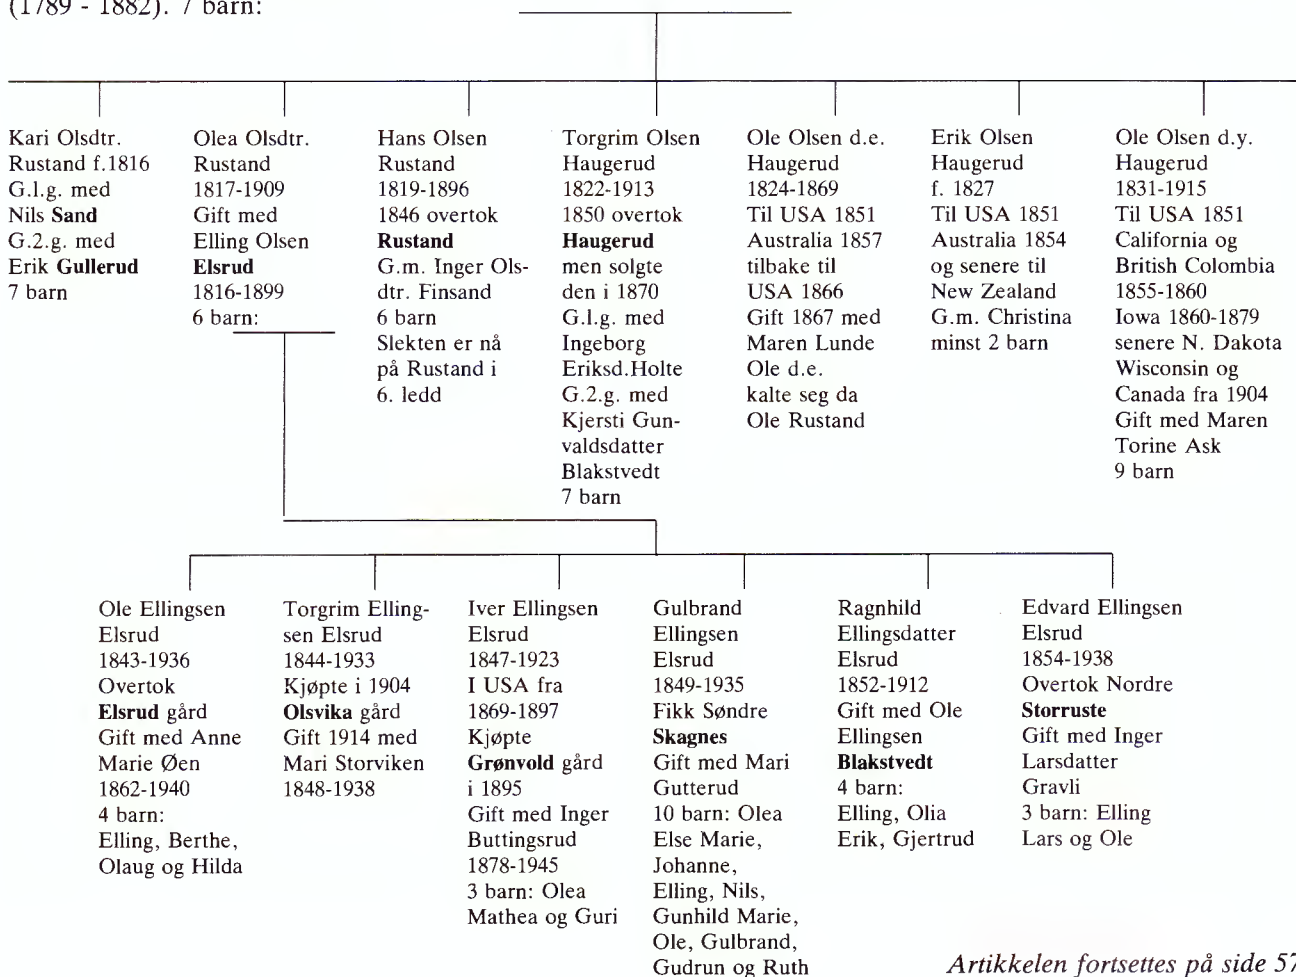 (1789 - 1882). 7 barn:
Kari Olsdtr.
Rustand f.1816
G.l.g. med
Nils Sand
G.2.g. med
Erik Gullerud
7 barn
Olea Olsdtr.
Rustand
1817-1909
Gift med
Elling Olsen
Elsrud
1816-1899
6 barn:
Hans Olsen
Rustand
1819-1896
1846 overtok
Rustand
G.m. Inger Ols-
dtr. Finsand
6 barn
Slekten er nå
på Rustand i
6. ledd
Torgrim Olsen
Haugerud
1822-1913
1850 overtok
Haugerud
men solgte
den i 1870
G.l.g. med
Ingeborg
Eriksd.Holte
G.2.g. med
Kjersti Gun-
valdsdatter
Blakstvedt
7 barn
Ole Olsen d.e.
Haugerud
1824-1869
Til USA 1851
Australia 1857
tilbake til
USA 1866
Gift 1867 med
Maren Lunde
Ole d.e.
kalte seg da
Ole Rustand
Erik Olsen
Haugerud
f. 1827
Til USA 1851
Australia 1854
og senere til
New Zealand
G.m. Christina
minst 2 barn
Ole Olsen d.y.
Haugerud
1831-1915
Til USA 1851
California og
British Colombia
1855-1860
Iowa 1860-1879
senere N. Dakota
Wisconsin og
Canada fra 1904
Gift med Maren
Torine Ask
9 barn
Ole Ellingsen
Elsrud
1843-1936
Overtok
Elsrud gård
Gift med Anne
Marie Øen
1862-1940
4 barn:
Elling, Berthe,
Olaug og Hilda
Torgrim Elling-
sen Elsrud
1844-1933
Kjøpte i 1904
Olsvika gård
Gift 1914 med
Mari Storviken
1848-1938
Iver Ellingsen
Elsrud
1847-1923
I USA fra
1869-1897
Kjøpte
Grønvold gård
i 1895
Gift med Inger
Buttingsrud
1878-1945
3 barn: Olea
Mathea og Guri
Gulbrand
Ellingsen
Elsrud
1849-1935
Fikk Søndre
Skagnes
Gift med Mari
Gutterud
10 barn: Olea
Else Marie,
Johanne,
Elling, Nils,
Gunhild Marie,
Ole, Gulbrand,
Gudrun og Ruth
Ragnhild
Ellingsdatter
Elsrud
1852-1912
Gift med Ole
Ellingsen
Blakstvedt
4 barn:
Elling, Olia
Erik, Gjertrud
Edvard Ellingsen
Elsrud
1854-1938
Overtok Nordre
Storruste
Gift med Inger
Larsdatter
Gravli
3 barn: Elling
Lars og Ole
Artikkelen fortsettes på side 57